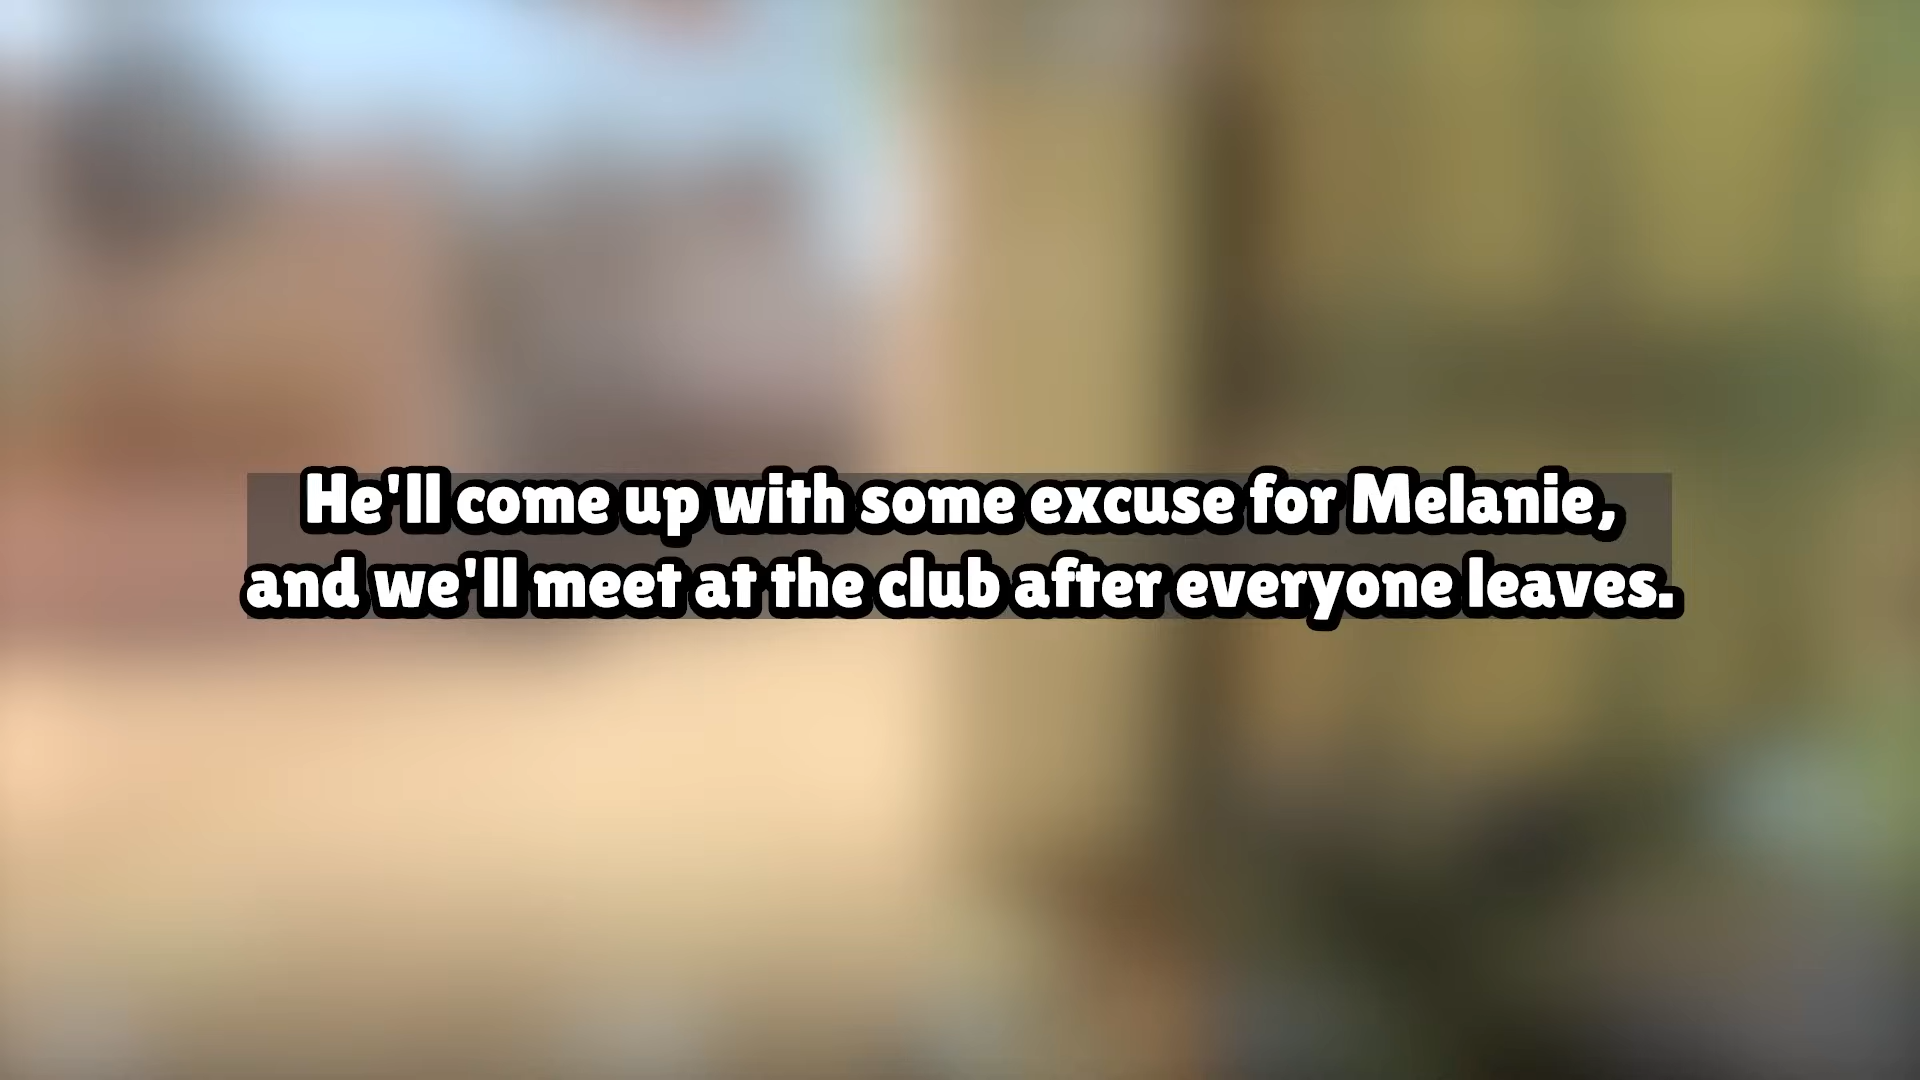 He'll come up with some excuse for Melanie,
and we'll meet at the club after everyone leaves.